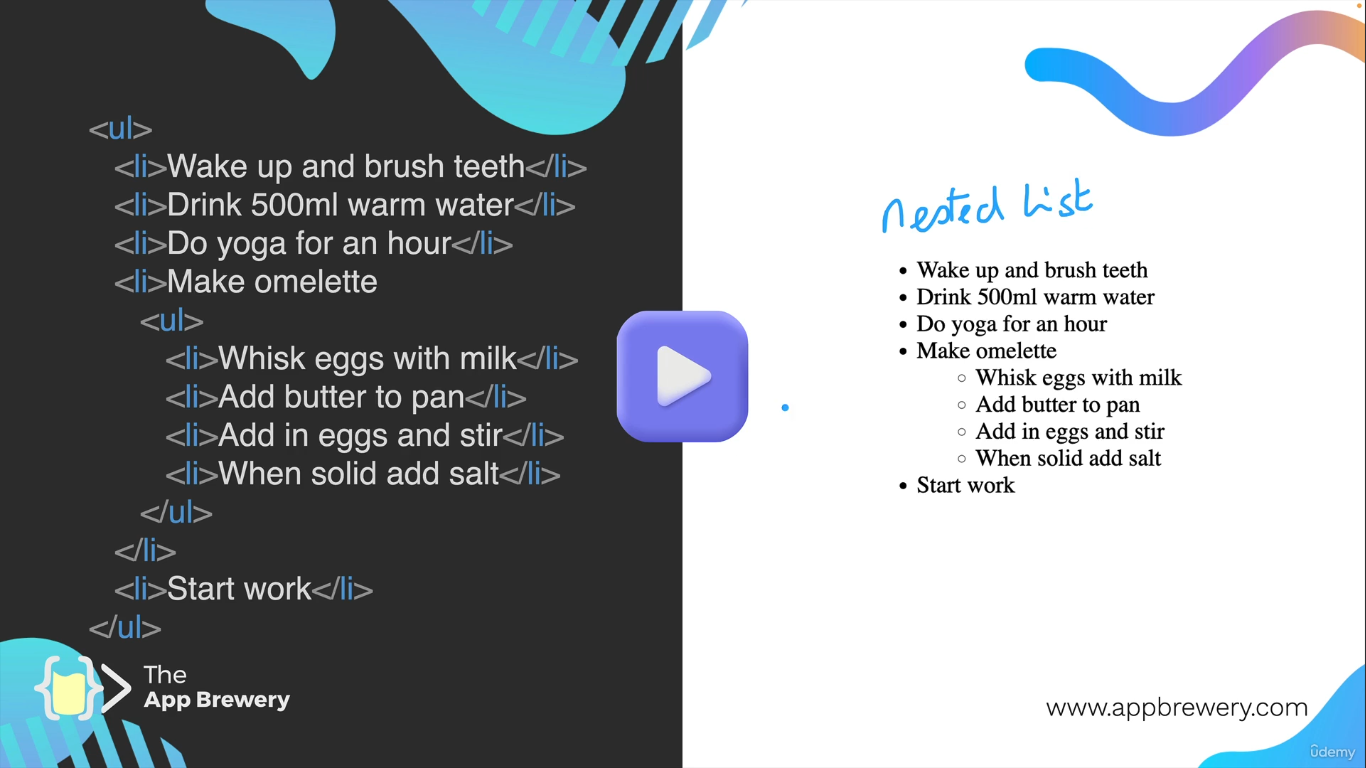 <ul>
<li>Wake up and brush teeth</li>
<li>Drink 500ml warm water</li>
<li>Do yoga for an hour</li>
<li>Make omelette
<ul>
<li>Whisk eggs with milk</li>
<li>Add butter to pan</li>
<li>Add in eggs and stir</li>
<li>When solid add salt</li>
</ul>
</li>
<li>Start work</li>
</ul>
The
App Brewery
nested List
• Wake up and brush teeth
• Drink 500ml warm water
• Do yoga for an hour
• Make omelette
○ Whisk eggs with milk
○ Add butter to pan
○ Add in eggs and stir
○ When solid add salt
• Start work
www.appbrewery.com
ûdemy